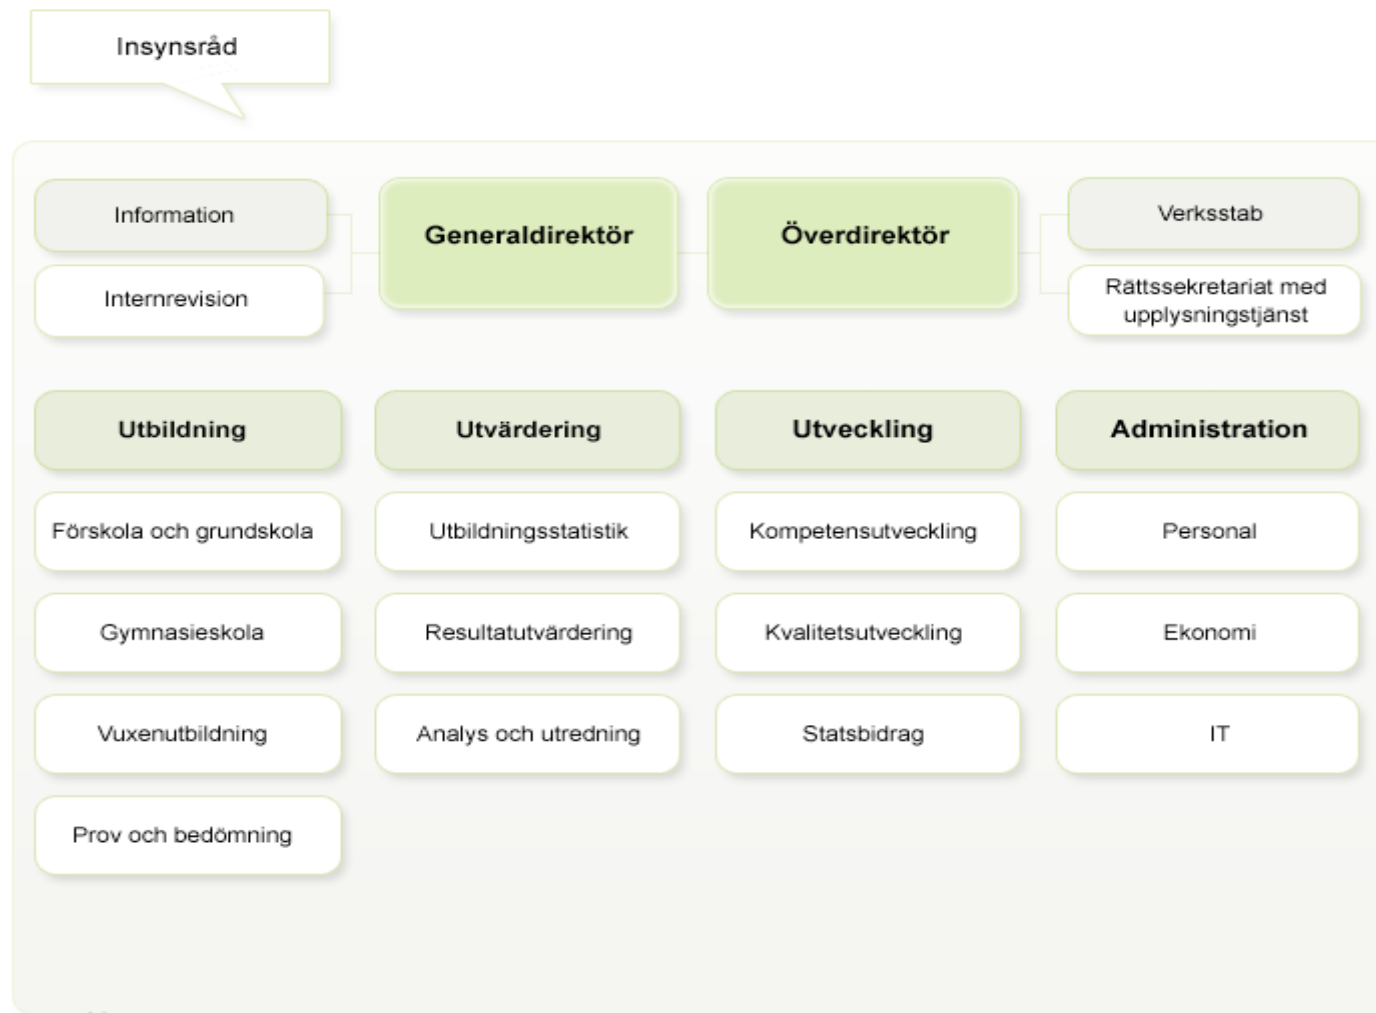 Insynsråd
Information
Generaldirektör
Överdirektör
Verksstab
Internrevision
Rättssekretariat med
upplysningstjänst
Utbildning
Utvärdering
Utveckling
Administration
Förskola och grundskola
Utbildningsstatistik
Kompetensutveckling
Personal
Gymnasieskola
Resultatutvärdering
Kvalitetsutveckling
Ekonomi
Vuxenutbildning
Analys och utredning
Statsbidrag
IT
Prov och bedömning